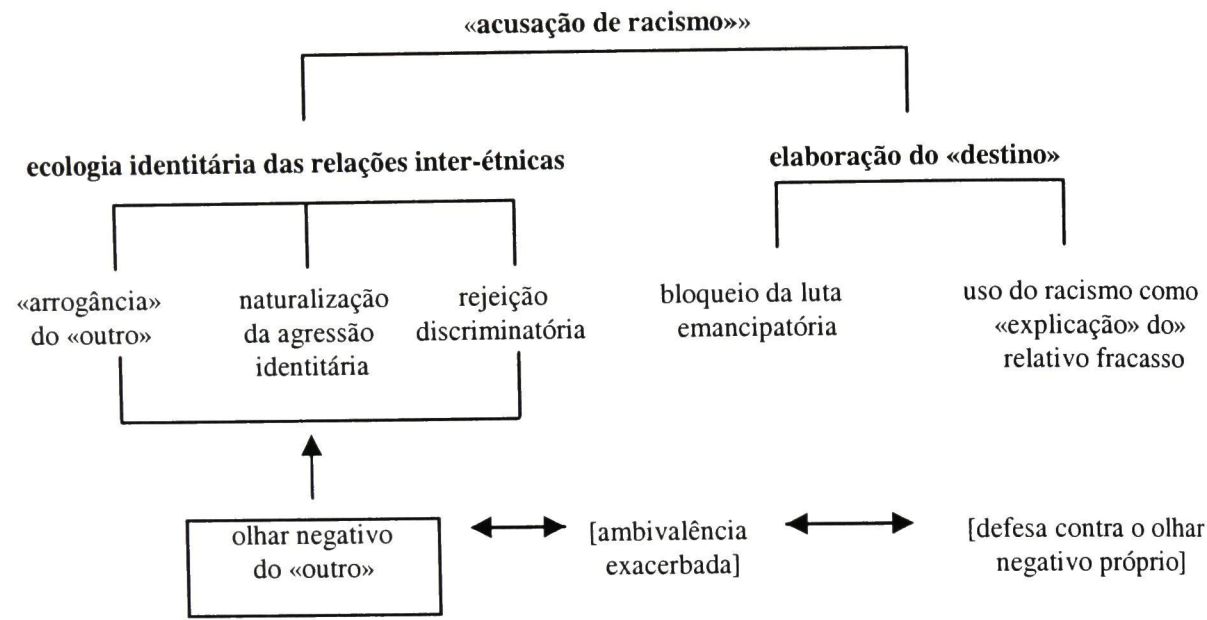 «acusação de racismo»»
ecologia identitária das relações inter-étnicas
elaboração do «destino»
«arrogância»
do «outro»
naturalização
da agressão
identitária
rejeição
discriminatória
bloqueio da luta
emancipatória
uso do racismo como
«explicação» do»
relativo fracasso
olhar negativo
do «outro»
[ambivalência
exacerbada]
[defesa contra o olhar
negativo próprio]